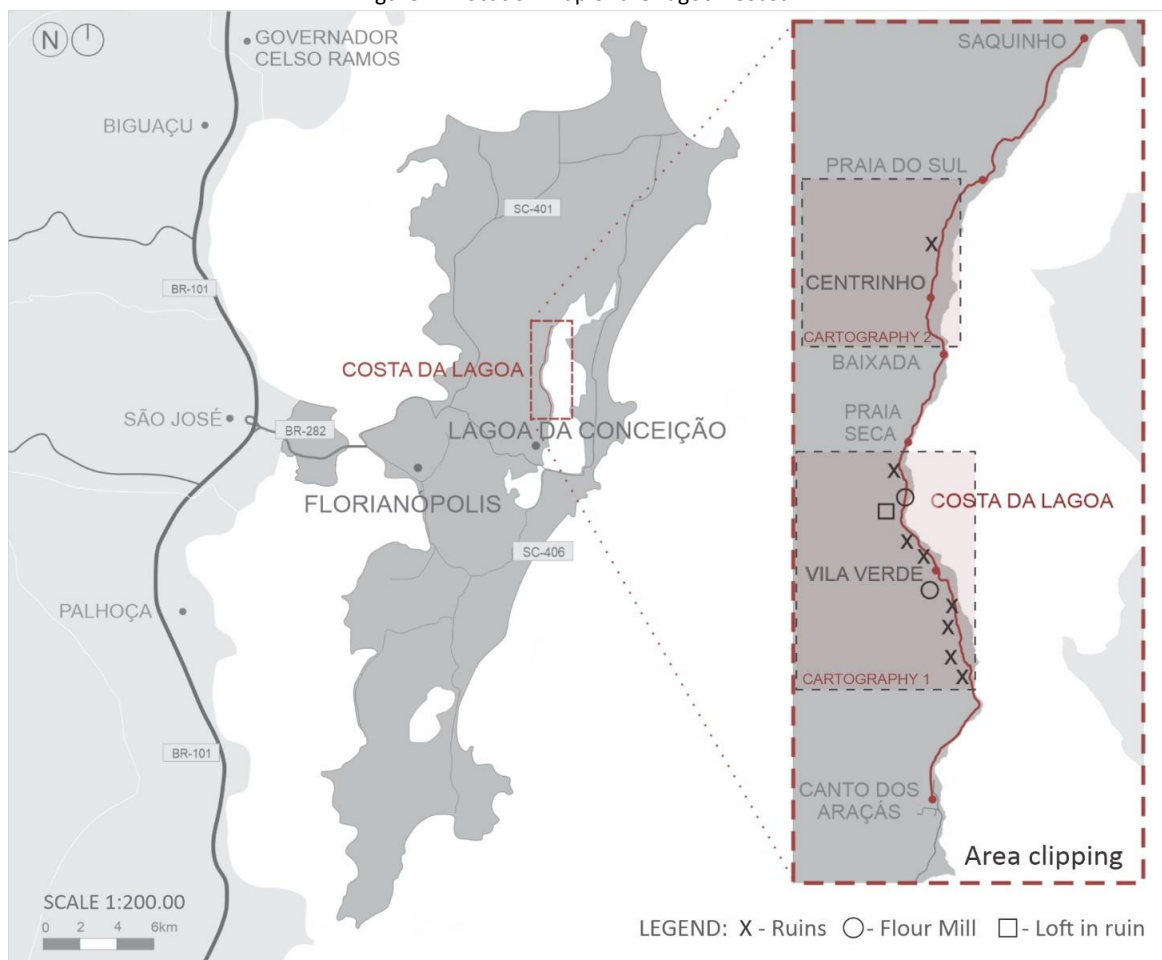 N
GOVERNADOR
CELSO RAMOS
BIGUAÇU
SC-401
BR-101
COSTA DA LAGOA
SÃO JOSÉ
BR-282
LAGOA DA CONCEIÇÃO
FLORIANÓPOLIS
SC-406
PALHOÇA
BR-101
SCALE 1:200.00
0 2 4 6km
SAQUINHO
PRAIA DO SUL
X
CENTRINHO
CARTOGRAPHY 2
BAIXADA
PRAIA
SECA
X
COSTA DA LAGOA
X
X
VILA VERDE
X
X
X
X
CARTOGRAPHY 1
CANTO DOS
ARAÇÁS
Area clipping
LEGEND: X - Ruins - Flour Mill - Loft in ruin